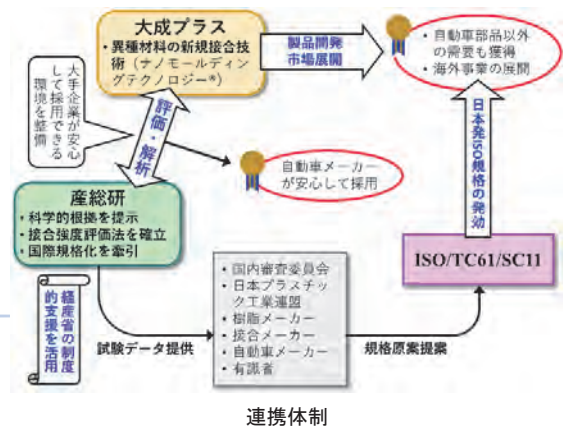 大成プラス
・異種材料の新規接合技
術（ナノモールディン
グテクノロジー®）
製品開発
市場展開
・自動車部品以外
の需要も獲得
・海外事業の展開
大手企業が安心
して採用できる
環境を整備
評価・解析
自動車メーカー
が安心して採用
日本発ISO規格の発効
産総研
・科学的根拠を提示
・接合強度評価法を確立
・国際規格化を牽引
ISO/TC61/SC11
経産省の制度
的支援を活用
試験データ提供
・国内審査委員会
・日本プラスチッ
ク工業連盟
・樹脂メーカー
・接合メーカー
・自動車メーカー
・有識者
規格原案提案
連携体制